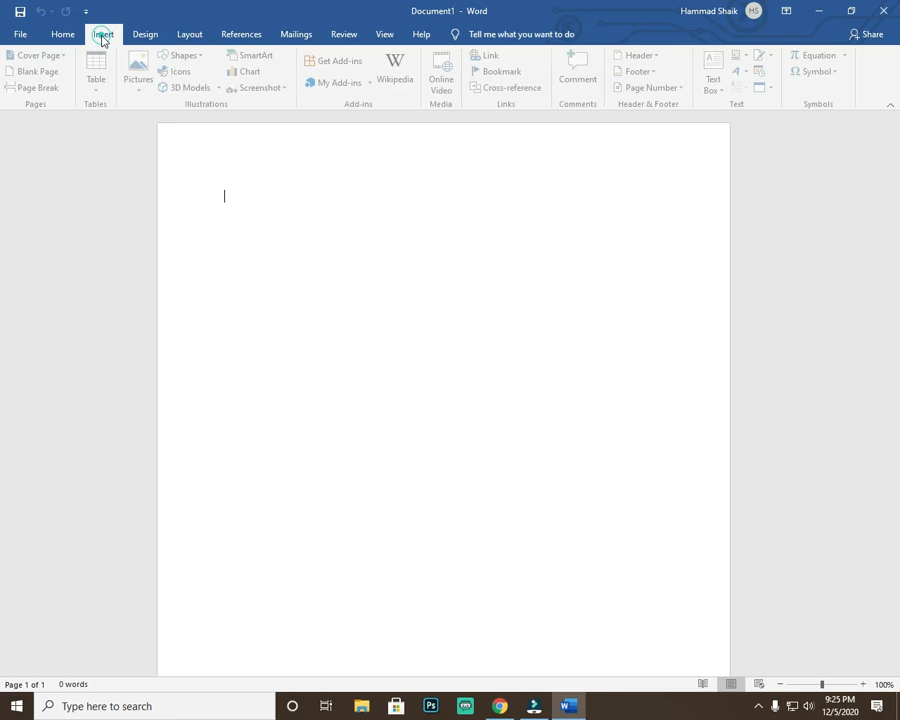 Document1 - Word
Hammad Shaik
HS
File
Home
Insert
Design
Layout
References
Mailings
Review
View
Help
Tell me what you want to do
Share
Cover Page
Blank Page
Page Break
Pages
Table
Tables
Pictures
Shapes
Icons
3D Models
SmartArt
Chart
Screenshot
Illustrations
Get Add-ins
My Add-ins
W
Wikipedia
Add-ins
Online
Video
Media
Link
Bookmark
Cross-reference
Links
Comment
Comments
Header
Footer
Page Number
Header & Footer
Text
Box
Text
Equation
Symbol
Symbols
Page 1 of 1
0 words
100%
Type here to search
Ps
9:25 PM
12/5/2020